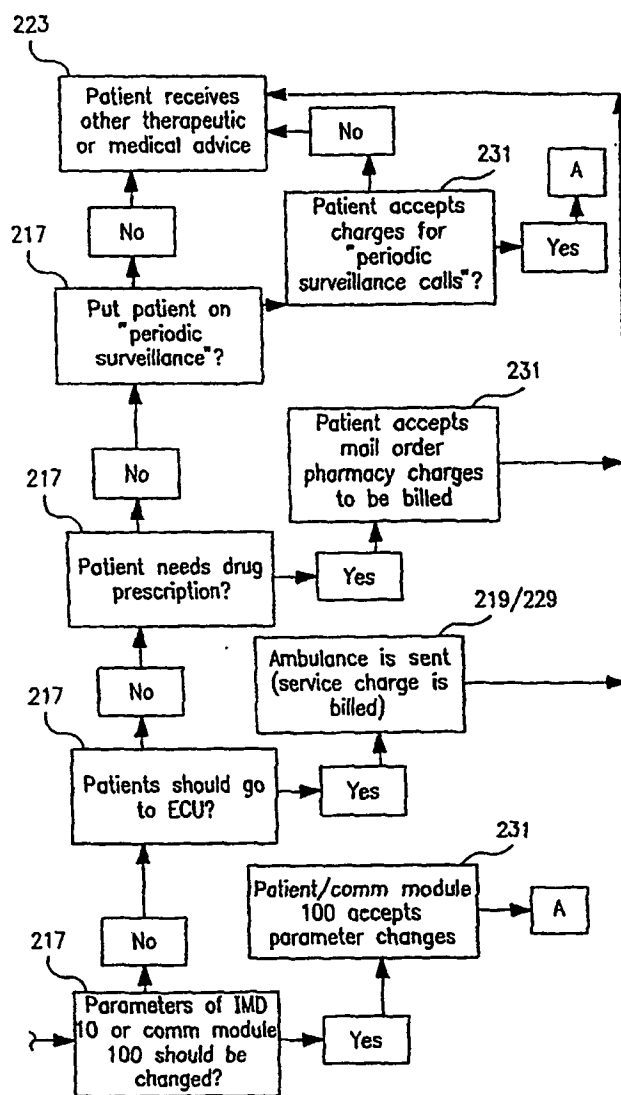 223
Patient receives
other therapeutic
or medical advice
No
231
A
Patient accepts
charges for
"periodic
surveillance calls"?
Yes
No
217
Put patient on
"periodic
surveillance"?
231
Patient accepts
mail order
pharmacy charges
to be billed
No
217
Patient needs drug
prescription?
Yes
219/229
Ambulance is sent
(service charge is
billed)
No
217
Patients should go
to ECU?
Yes
231
Patient/comm module
100 accepts
parameter changes
A
No
217
Parameters of IMD
10 or comm module
100 should be
changed?
Yes